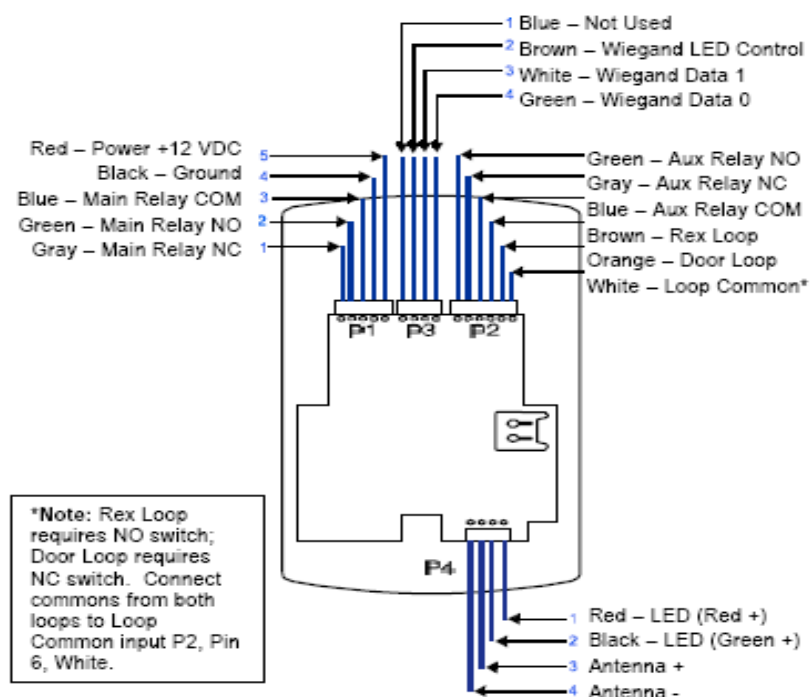 1 Blue – Not Used
2 Brown – Wiegand LED Control
3 White – Wiegand Data 1
4 Green – Wiegand Data 0
Red – Power +12 VDC 5
Black – Ground 4
Blue – Main Relay COM 3
Green – Main Relay NO 2
Gray – Main Relay NC 1
Green – Aux Relay NO
Gray – Aux Relay NC
Blue – Aux Relay COM
Brown – Rex Loop
Orange – Door Loop
White – Loop Common*
P1 P3 P2
*Note: Rex Loop
requires NO switch;
Door Loop requires
NC switch. Connect
commons from both
loops to Loop
Common input P2, Pin
6, White.
P4
1 Red – LED (Red +)
2 Black – LED (Green +)
3 Antenna +
4 Antenna -